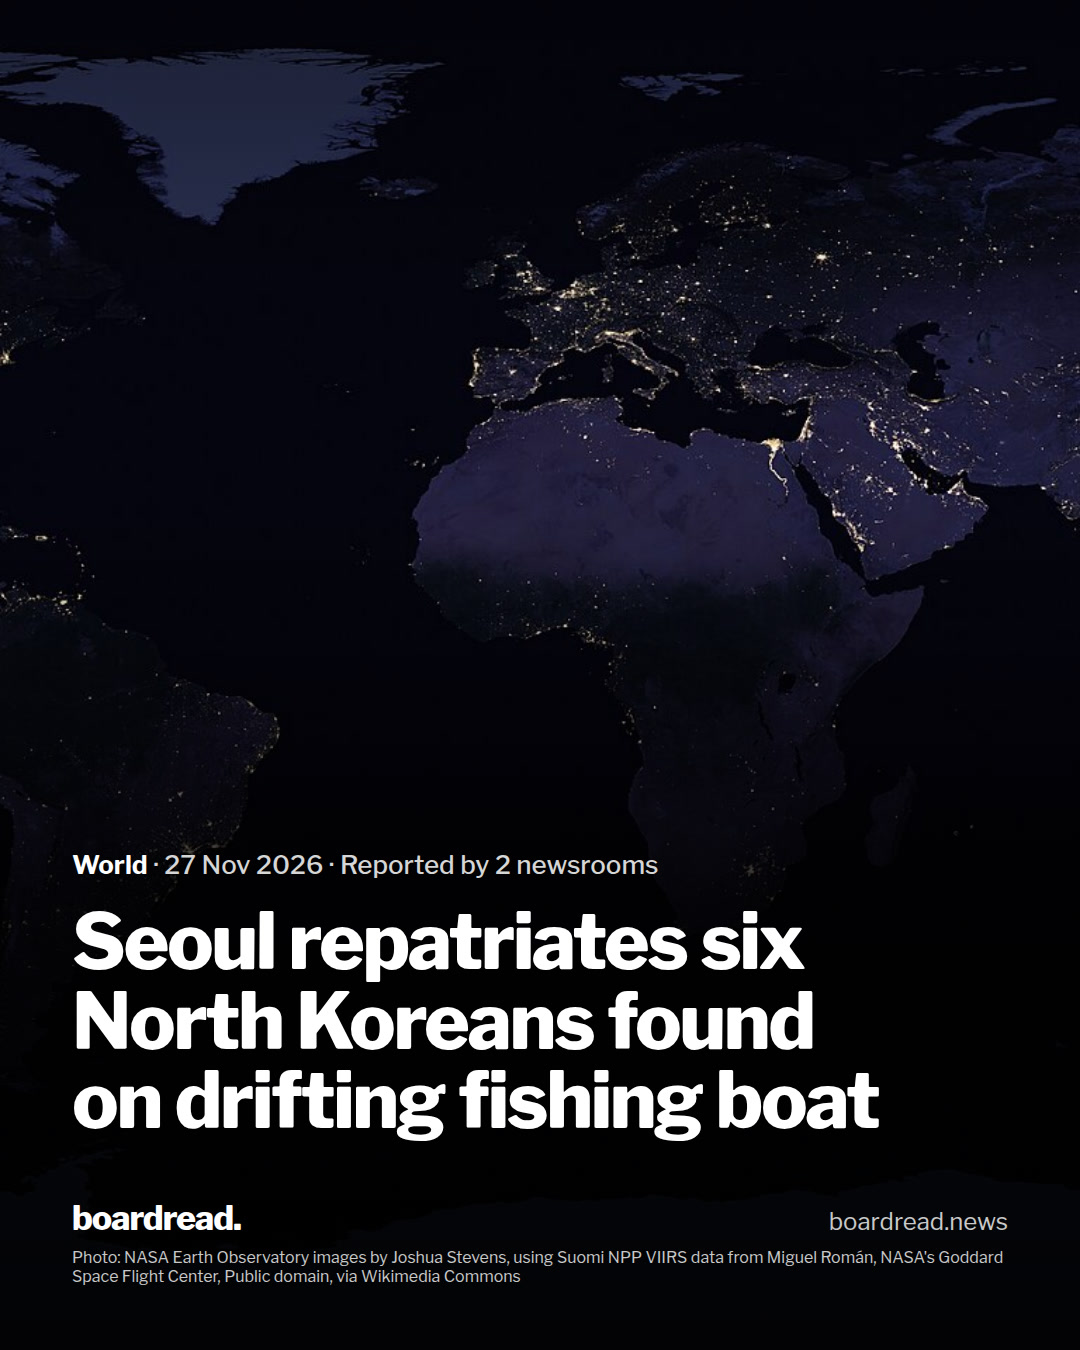 World · 27 Nov 2026 · Reported by 2 newsrooms
Seoul repatriates six
North Koreans found
on drifting fishing boat
boardread.
boardread.news
Photo: NASA Earth Observatory images by Joshua Stevens, using Suomi NPP VIIRS data from Miguel Román, NASA's Goddard
Space Flight Center, Public domain, via Wikimedia Commons